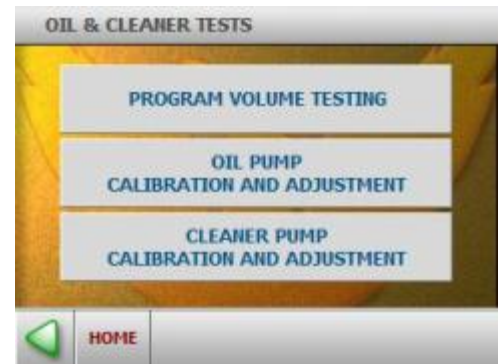 OIL & CLEANER TESTS
PROGRAM VOLUME TESTING
OIL PUMP
CALIBRATION AND ADJUSTMENT
CLEANER PUMP
CALIBRATION AND ADJUSTMENT
HOME